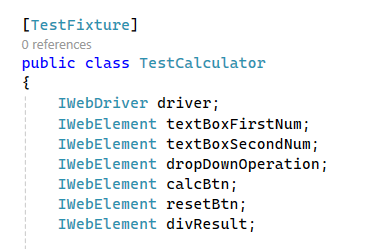 [TestFixture]
0 references
public class TestCalculator
{
    IWebDriver driver;
    IWebElement textBoxFirstNum;
    IWebElement textBoxSecondNum;
    IWebElement dropDownOperation;
    IWebElement calcBtn;
    IWebElement resetBtn;
    IWebElement divResult;